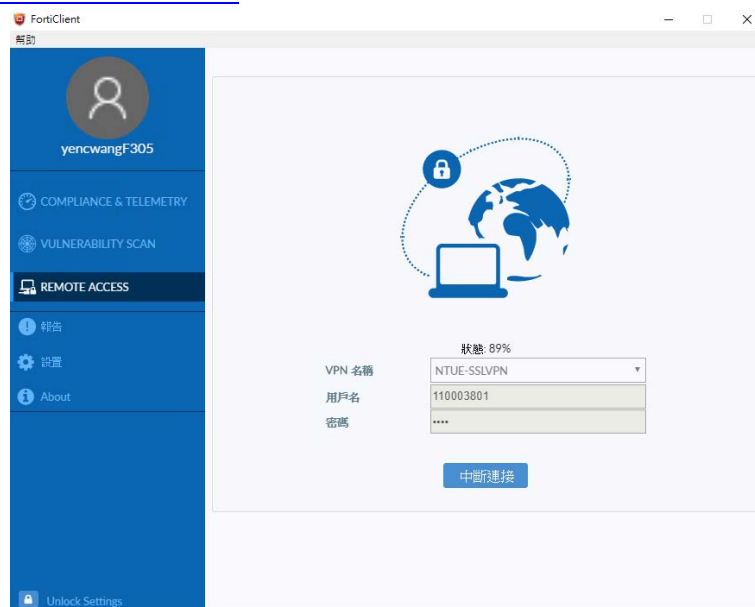 FortiClient
幫助
yencwangF305
COMPLIANCE & TELEMETRY
VULNERABILITY SCAN
REMOTE ACCESS
報告
設置
About
Unlock Settings
狀態: 89%
VPN 名稱 NTUE-SSLVPN
用戶名 110003801
密碼 ••••
中斷連接